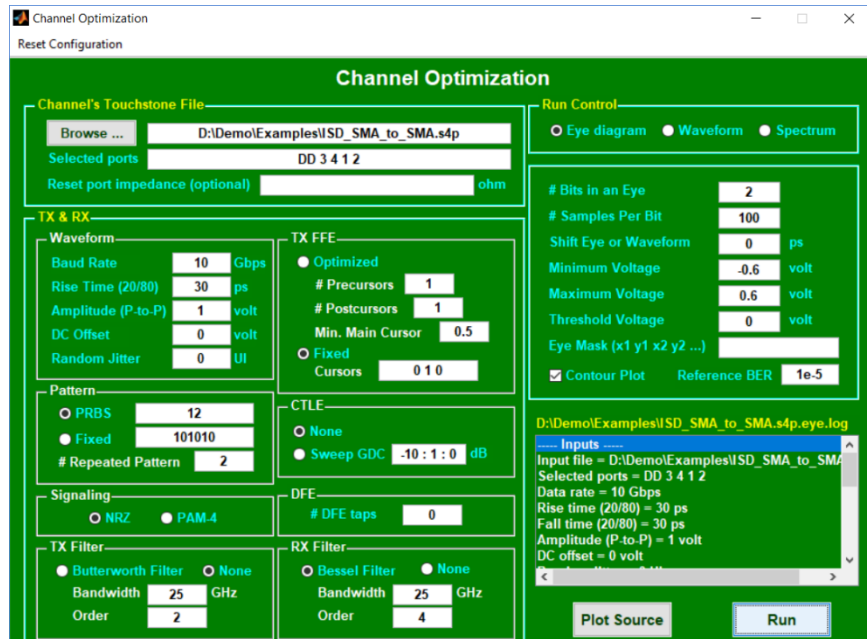 Channel Optimization
Reset Configuration
Channel Optimization
Channel's Touchstone File
Browse ... D:\Demo\Examples\ISD_SMA_to_SMA.s4p
Selected ports DD 3 4 1 2
Reset port impedance (optional) ohm
TX & RX
Waveform
Baud Rate 10 Gbps
Rise Time (20/80) 30 ps
Amplitude (P-to-P) 1 volt
DC Offset 0 volt
Random Jitter 0 UI
Pattern
PRBS 12
Fixed 101010
# Repeated Pattern 2
Signaling
NRZ PAM-4
TX Filter
Butterworth Filter None
Bandwidth 25 GHz
Order 2
TX FFE
Optimized
# Precursors 1
# Postcursors 1
Min. Main Cursor 0.5
Fixed
Cursors 0 1 0
CTLE
None
Sweep GDC -10 : 1 : 0 dB
DFE
# DFE taps 0
RX Filter
Bessel Filter None
Bandwidth 25 GHz
Order 4
Run Control
Eye diagram Waveform Spectrum
# Bits in an Eye 2
# Samples Per Bit 100
Shift Eye or Waveform 0 ps
Minimum Voltage -0.6 volt
Maximum Voltage 0.6 volt
Threshold Voltage 0 volt
Eye Mask (x1 y1 x2 y2 ...)
Contour Plot Reference BER 1e-5
D:\Demo\Examples\ISD_SMA_to_SMA.s4p.eye.log
----- Inputs -----
Input file = D:\Demo\Examples\ISD_SMA_to_SMA
Selected ports = DD 3 4 1 2
Data rate = 10 Gbps
Rise time (20/80) = 30 ps
Fall time (20/80) = 30 ps
Amplitude (P-to-P) = 1 volt
DC offset = 0 volt
Plot Source Run